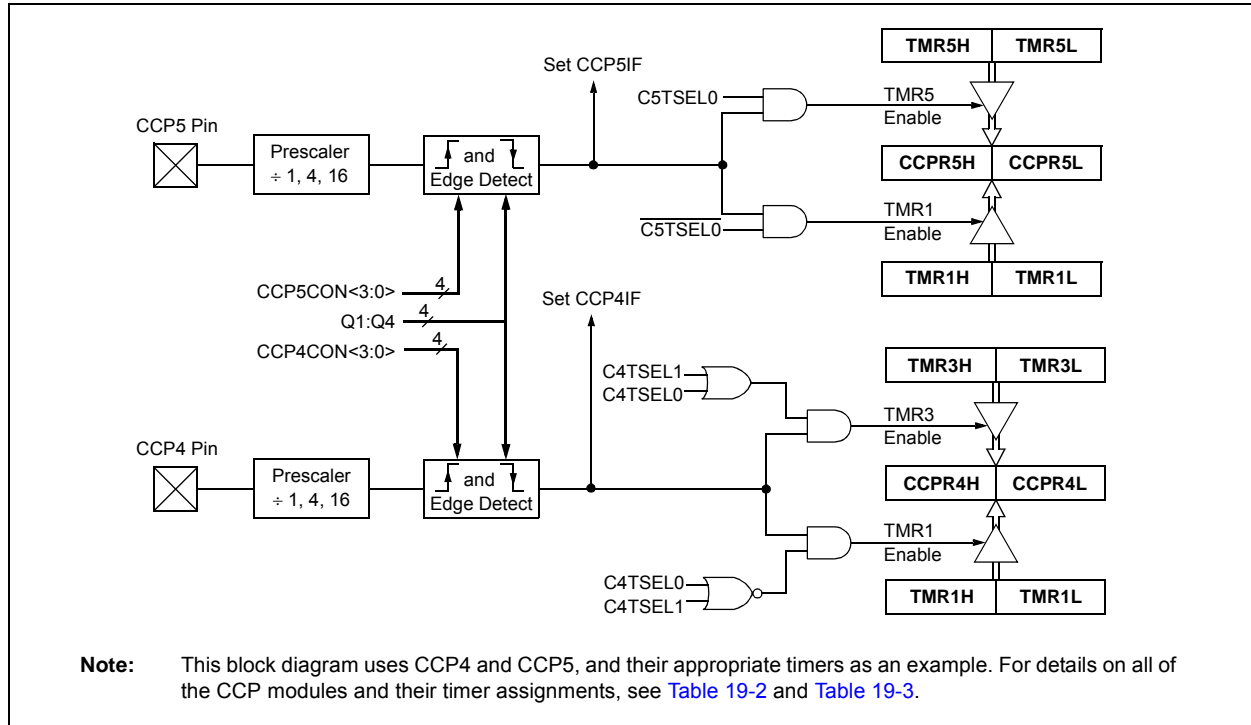 TMR5H TMR5L
Set CCP5IF
C5TSEL0
TMR5
Enable
CCP5 Pin
Prescaler
÷ 1, 4, 16
and
Edge Detect
CCPR5H CCPR5L
C5TSEL0
TMR1
Enable
TMR1H TMR1L
CCP5CON<3:0> 4
Q1:Q4 4
CCP4CON<3:0> 4
Set CCP4IF
TMR3H TMR3L
C4TSEL1
C4TSEL0
TMR3
Enable
CCP4 Pin
Prescaler
÷ 1, 4, 16
and
Edge Detect
CCPR4H CCPR4L
TMR1
Enable
C4TSEL0
C4TSEL1
TMR1H TMR1L
Note: This block diagram uses CCP4 and CCP5, and their appropriate timers as an example. For details on all of
the CCP modules and their timer assignments, see Table 19-2 and Table 19-3.